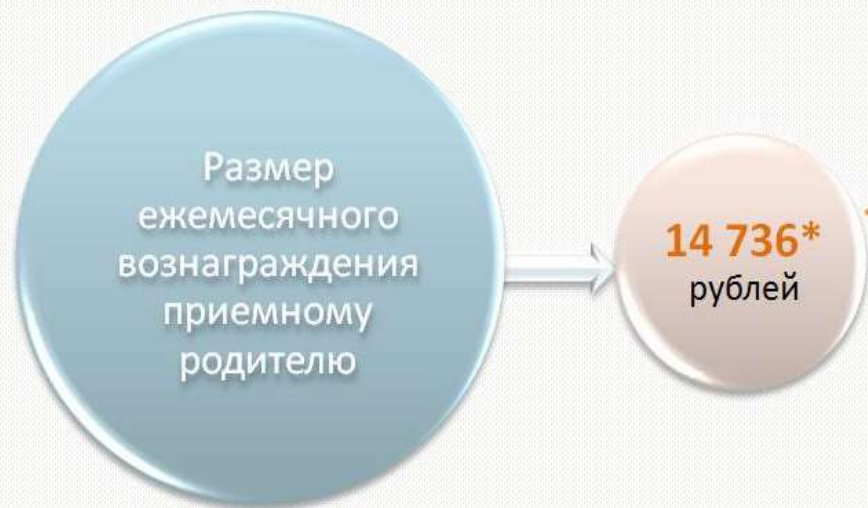 Размер
ежемесячного
вознаграждения
приемному
родителю
14 736*
рублей